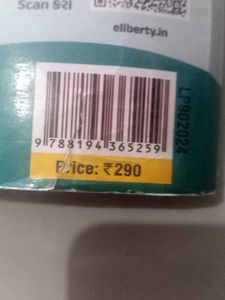 Scan કરો
eliberty.in
LP902024
9 788194 365259
Price: ₹ 290